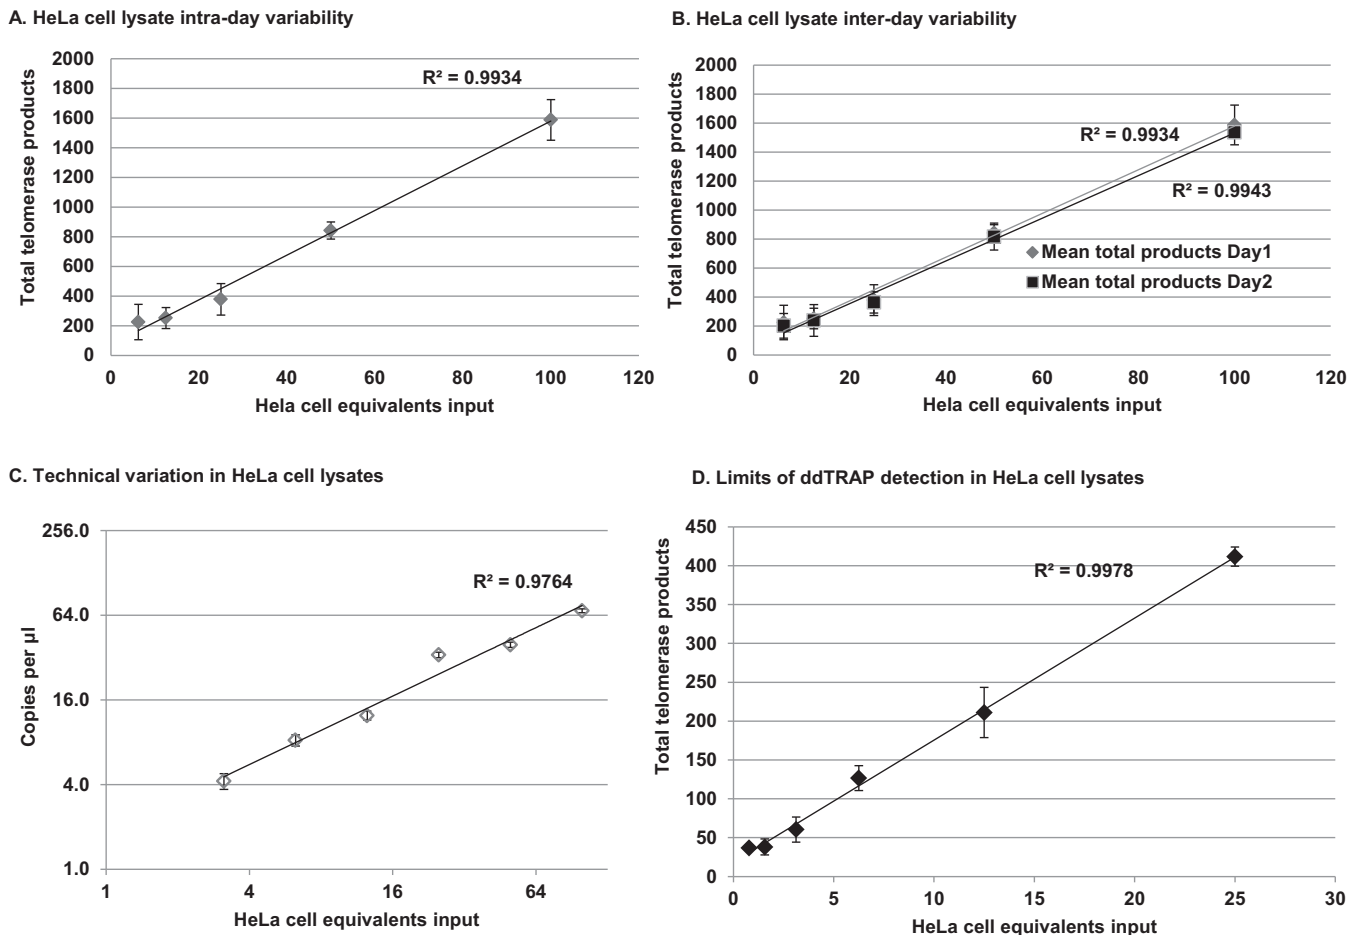 A. HeLa cell lysate intra-day variability
2000
1800
1600
1400
1200
1000
800
600
400
200
0
Total telomerase products
R² = 0.9934
0 20 40 60 80 100 120
Hela cell equivalents input
B. HeLa cell lysate inter-day variability
2000
1800
1600
1400
1200
1000
800
600
400
200
0
Total telomerase products
R² = 0.9934
R² = 0.9943
Mean total products Day1
Mean total products Day2
0 20 40 60 80 100 120
Hela cell equivalents input
C. Technical variation in HeLa cell lysates
256.0
64.0
16.0
4.0
1.0
Copies per µl
R² = 0.9764
1 4 16 64
HeLa cell equivalents input
D. Limits of ddTRAP detection in HeLa cell lysates
450
400
350
300
250
200
150
100
50
0
Total telomerase products
R² = 0.9978
0 5 10 15 20 25 30
HeLa cell equivalents input